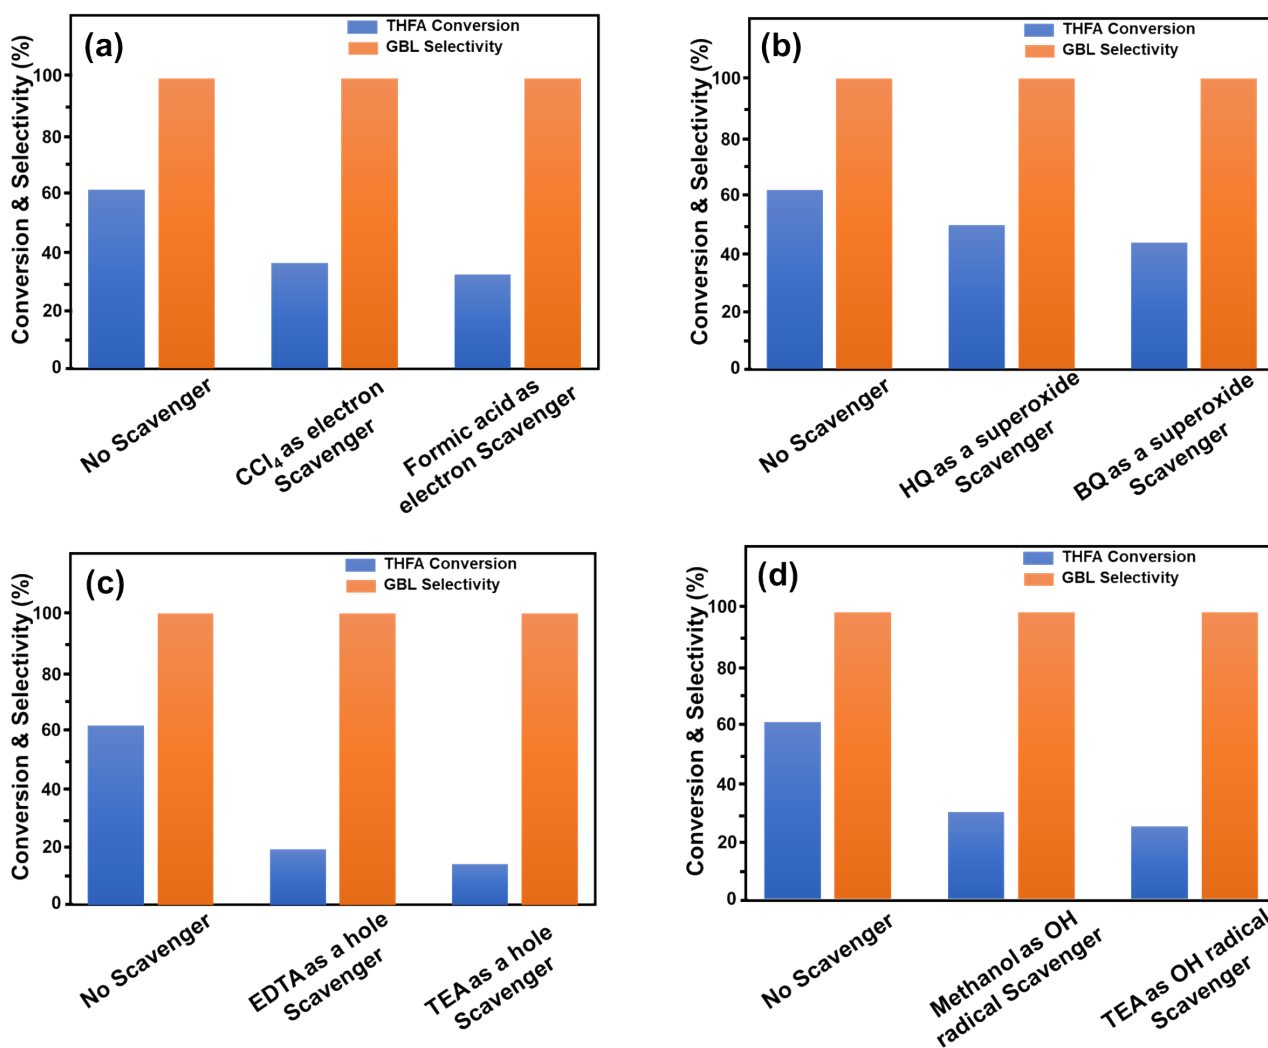 (a)
THFA Conversion
GBL Selectivity
Conversion & Selectivity (%)
100
80
60
40
20
0
No Scavenger
CCl₄ as electron
Scavenger
Formic acid as
electron Scavenger
(b)
THFA Conversion
GBL Selectivity
Conversion & Selectivity (%)
100
80
60
40
20
0
No Scavenger
HQ as a superoxide
Scavenger
BQ as a superoxide
Scavenger
(c)
THFA Conversion
GBL Selectivity
Conversion & Selectivity (%)
100
80
60
40
20
0
No Scavenger
EDTA as a hole
Scavenger
TEA as a hole
Scavenger
(d)
THFA Conversion
GBL Selectivity
Conversion & Selectivity (%)
100
80
60
40
20
0
No Scavenger
Methanol as OH
radical Scavenger
TEA as OH radical
Scavenger